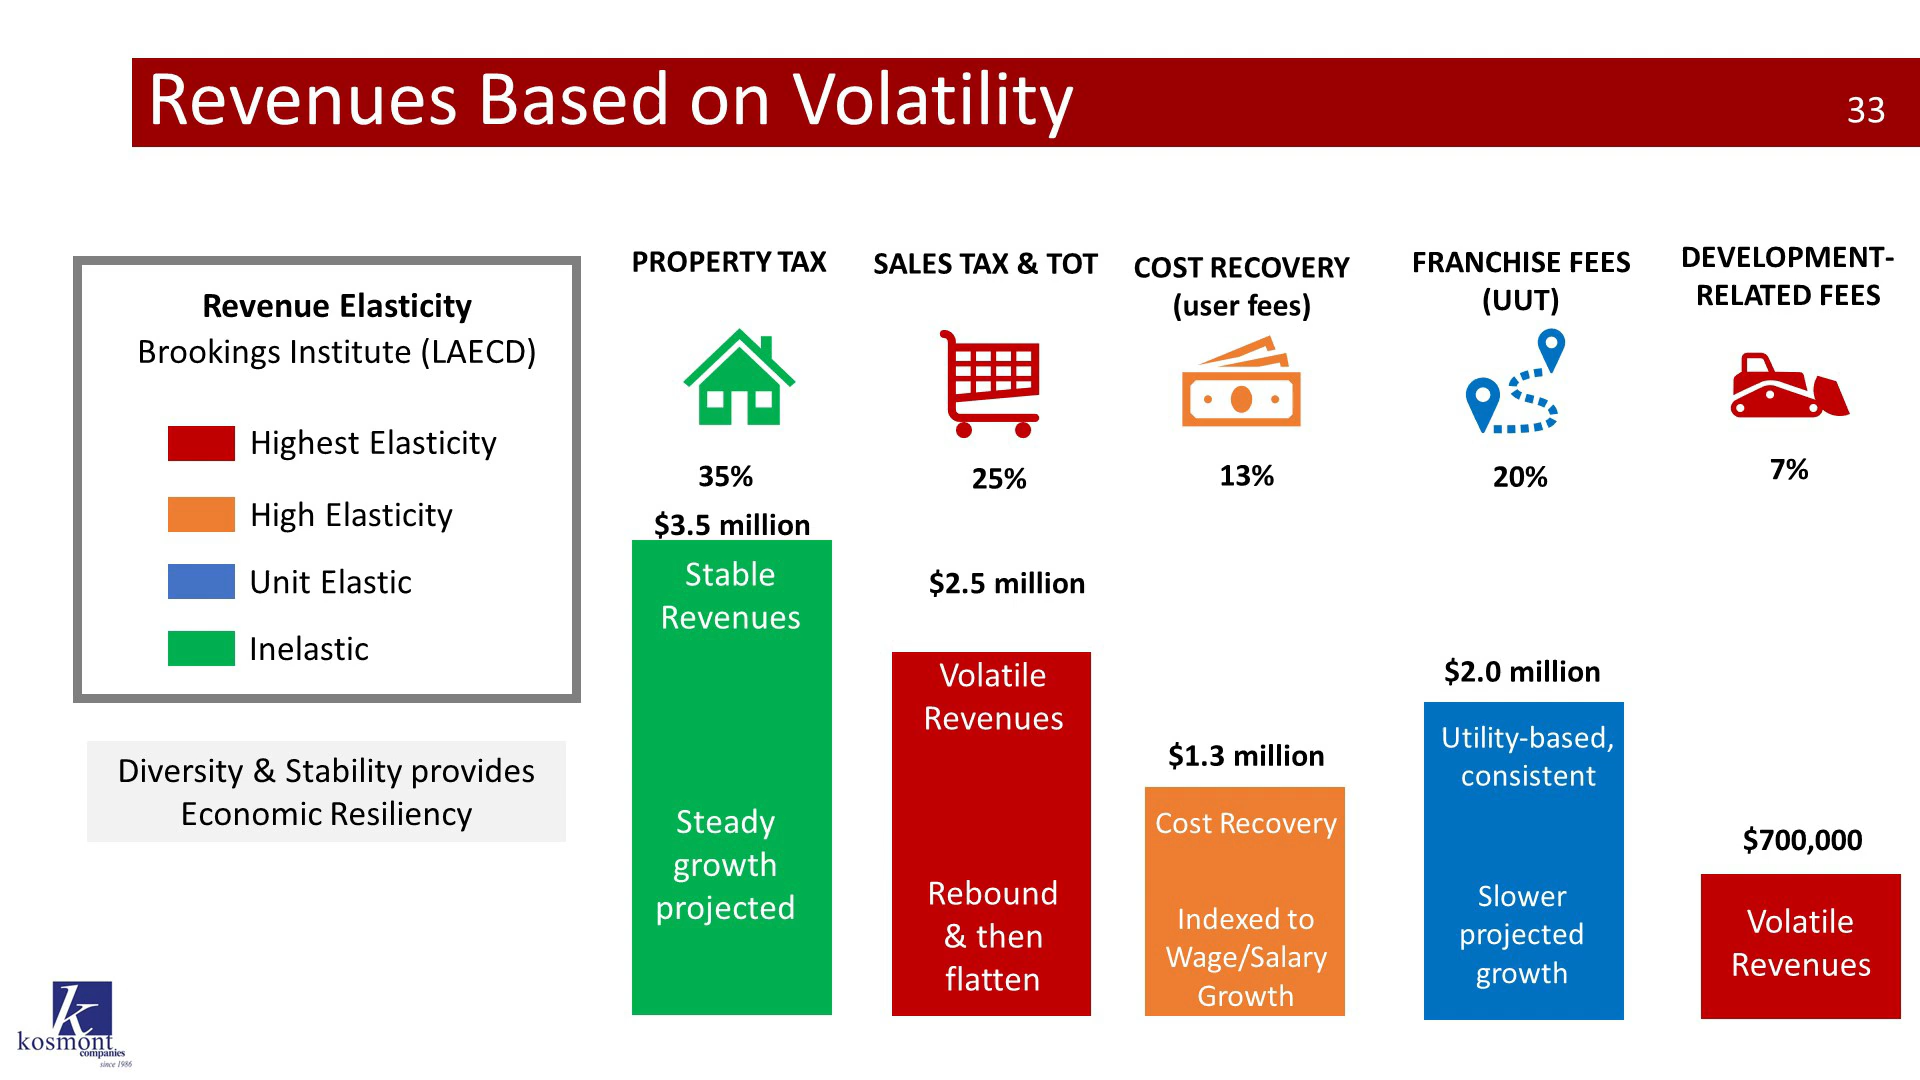 Revenues Based on Volatility
33
Revenue Elasticity
Brookings Institute (LAECD)
Highest Elasticity
High Elasticity
Unit Elastic
Inelastic
Diversity & Stability provides
Economic Resiliency
PROPERTY TAX
35%
$3.5 million
Stable
Revenues
Steady
growth
projected
SALES TAX & TOT
25%
$2.5 million
Volatile
Revenues
Rebound
& then
flatten
COST RECOVERY
(user fees)
13%
$1.3 million
Cost Recovery
Indexed to
Wage/Salary
Growth
FRANCHISE FEES
(UUT)
20%
$2.0 million
Utility-based,
consistent
Slower
projected
growth
DEVELOPMENT-
RELATED FEES
7%
$700,000
Volatile
Revenues
k
kosmont
companies
since 1986